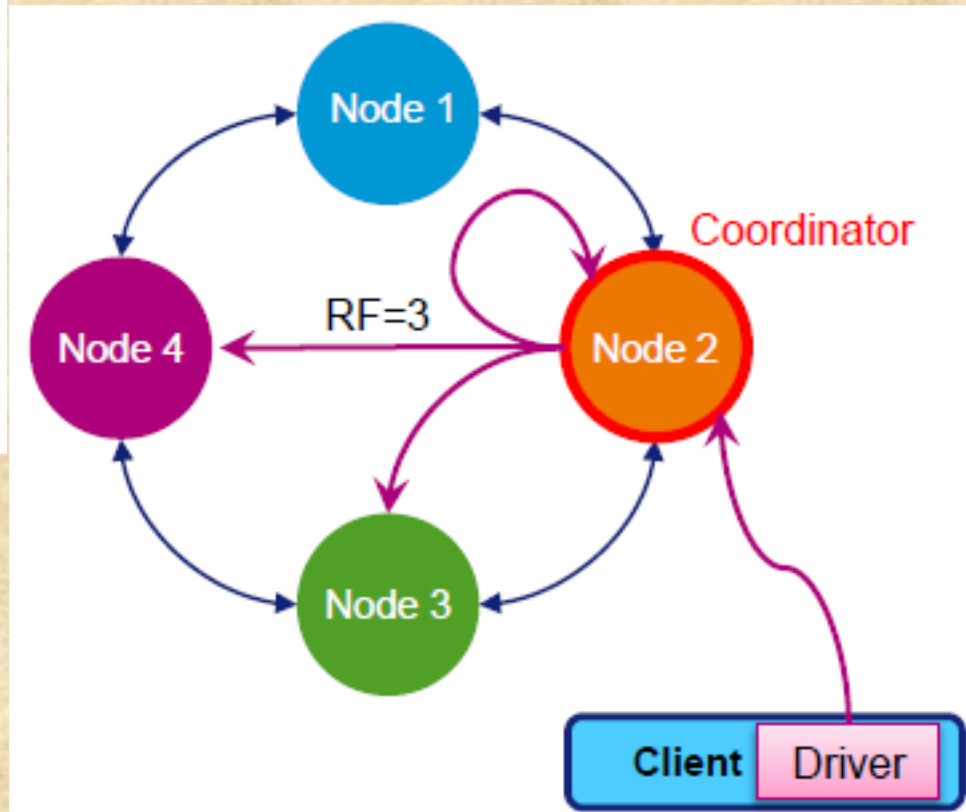 Node 1
Coordinator
RF=3
Node 4
Node 2
Node 3
Client Driver